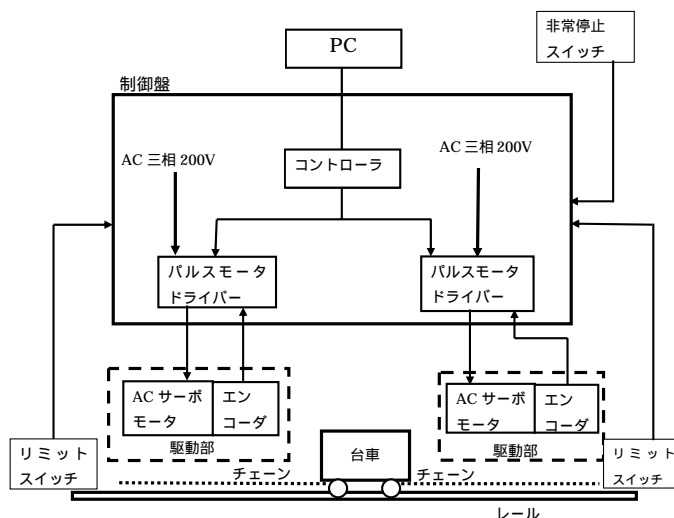 PC
非常停止
スイッチ
制御盤
AC 三相 200V
コントローラ
AC 三相 200V
パルスモータ
ドライバー
パルスモータ
ドライバー
AC サーボ
モータ
エン
コーダ
駆動部
AC サーボ
モータ
エン
コーダ
駆動部
リミット
スイッチ
チェーン
台車
チェーン
リミット
スイッチ
レール